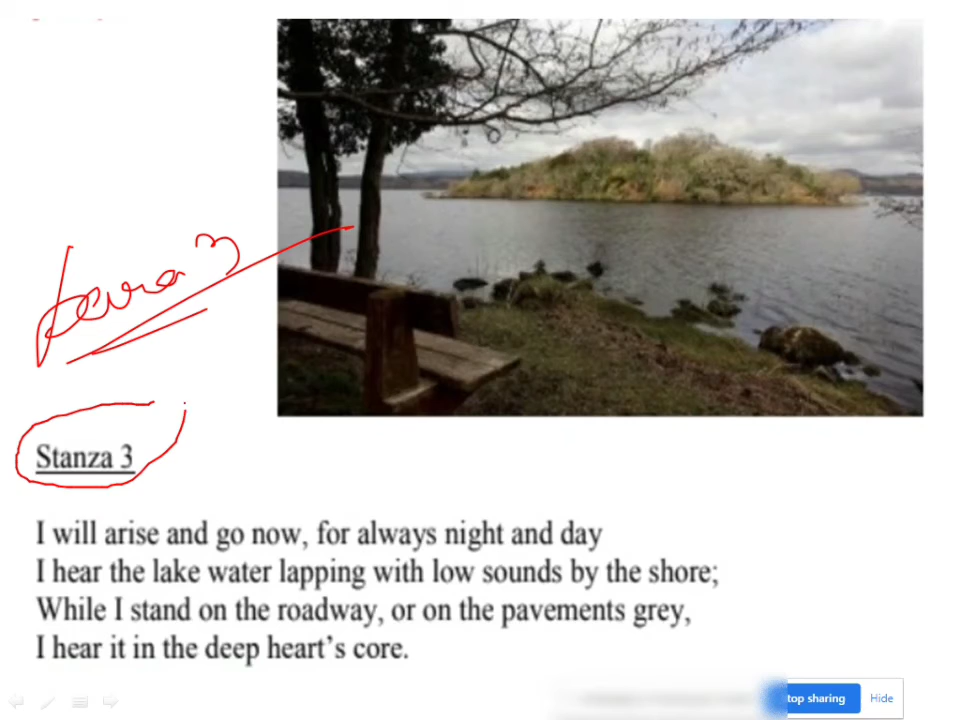 para 3
Stanza 3
I will arise and go now, for always night and day
I hear the lake water lapping with low sounds by the shore;
While I stand on the roadway, or on the pavements grey,
I hear it in the deep heart's core.
top sharing Hide